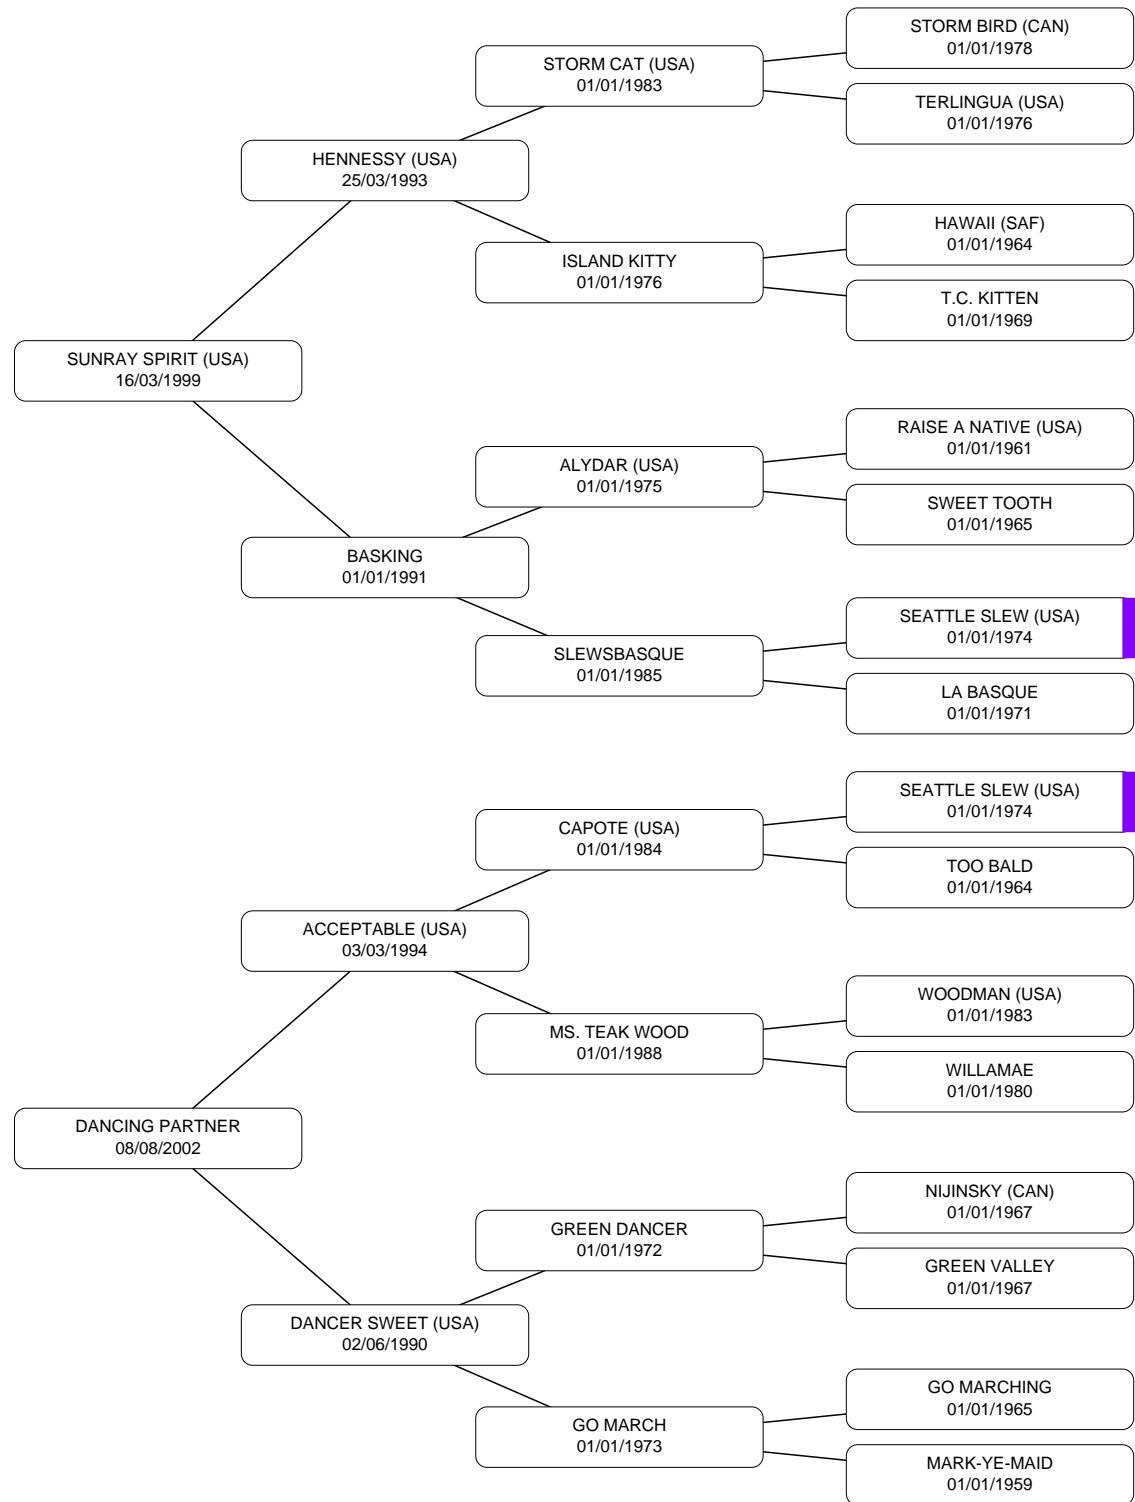 STORM BIRD (CAN)
01/01/1978
STORM CAT (USA)
01/01/1983
TERLINGUA (USA)
01/01/1976
HENNESSY (USA)
25/03/1993
HAWAII (SAF)
01/01/1964
ISLAND KITTY
01/01/1976
T.C. KITTEN
01/01/1969
SUNRAY SPIRIT (USA)
16/03/1999
RAISE A NATIVE (USA)
01/01/1961
ALYDAR (USA)
01/01/1975
SWEET TOOTH
01/01/1965
BASKING
01/01/1991
SEATTLE SLEW (USA)
01/01/1974
SLEWSBASQUE
01/01/1985
LA BASQUE
01/01/1971
SEATTLE SLEW (USA)
01/01/1974
CAPOTE (USA)
01/01/1984
TOO BALD
01/01/1964
ACCEPTABLE (USA)
03/03/1994
WOODMAN (USA)
01/01/1983
MS. TEAK WOOD
01/01/1988
WILLAMAE
01/01/1980
DANCING PARTNER
08/08/2002
NIJINSKY (CAN)
01/01/1967
GREEN DANCER
01/01/1972
GREEN VALLEY
01/01/1967
DANCER SWEET (USA)
02/06/1990
GO MARCHING
01/01/1965
GO MARCH
01/01/1973
MARK-YE-MAID
01/01/1959